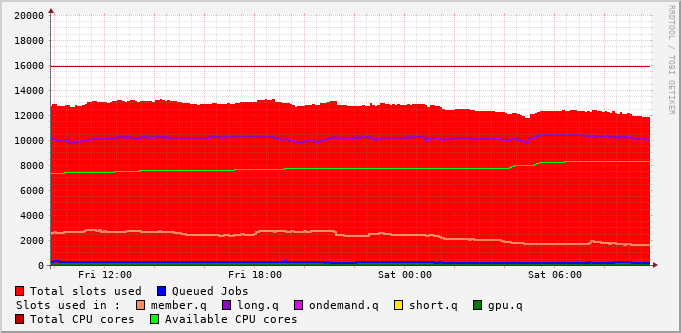 RRDTOOL / TOBI OETIKER
20000
18000
16000
14000
12000
10000
8000
6000
4000
2000
0
Fri 12:00 Fri 18:00 Sat 00:00 Sat 06:00
Total slots used Queued Jobs
Slots used in : member.q long.q ondemand.q short.q gpu.q
Total CPU cores Available CPU cores